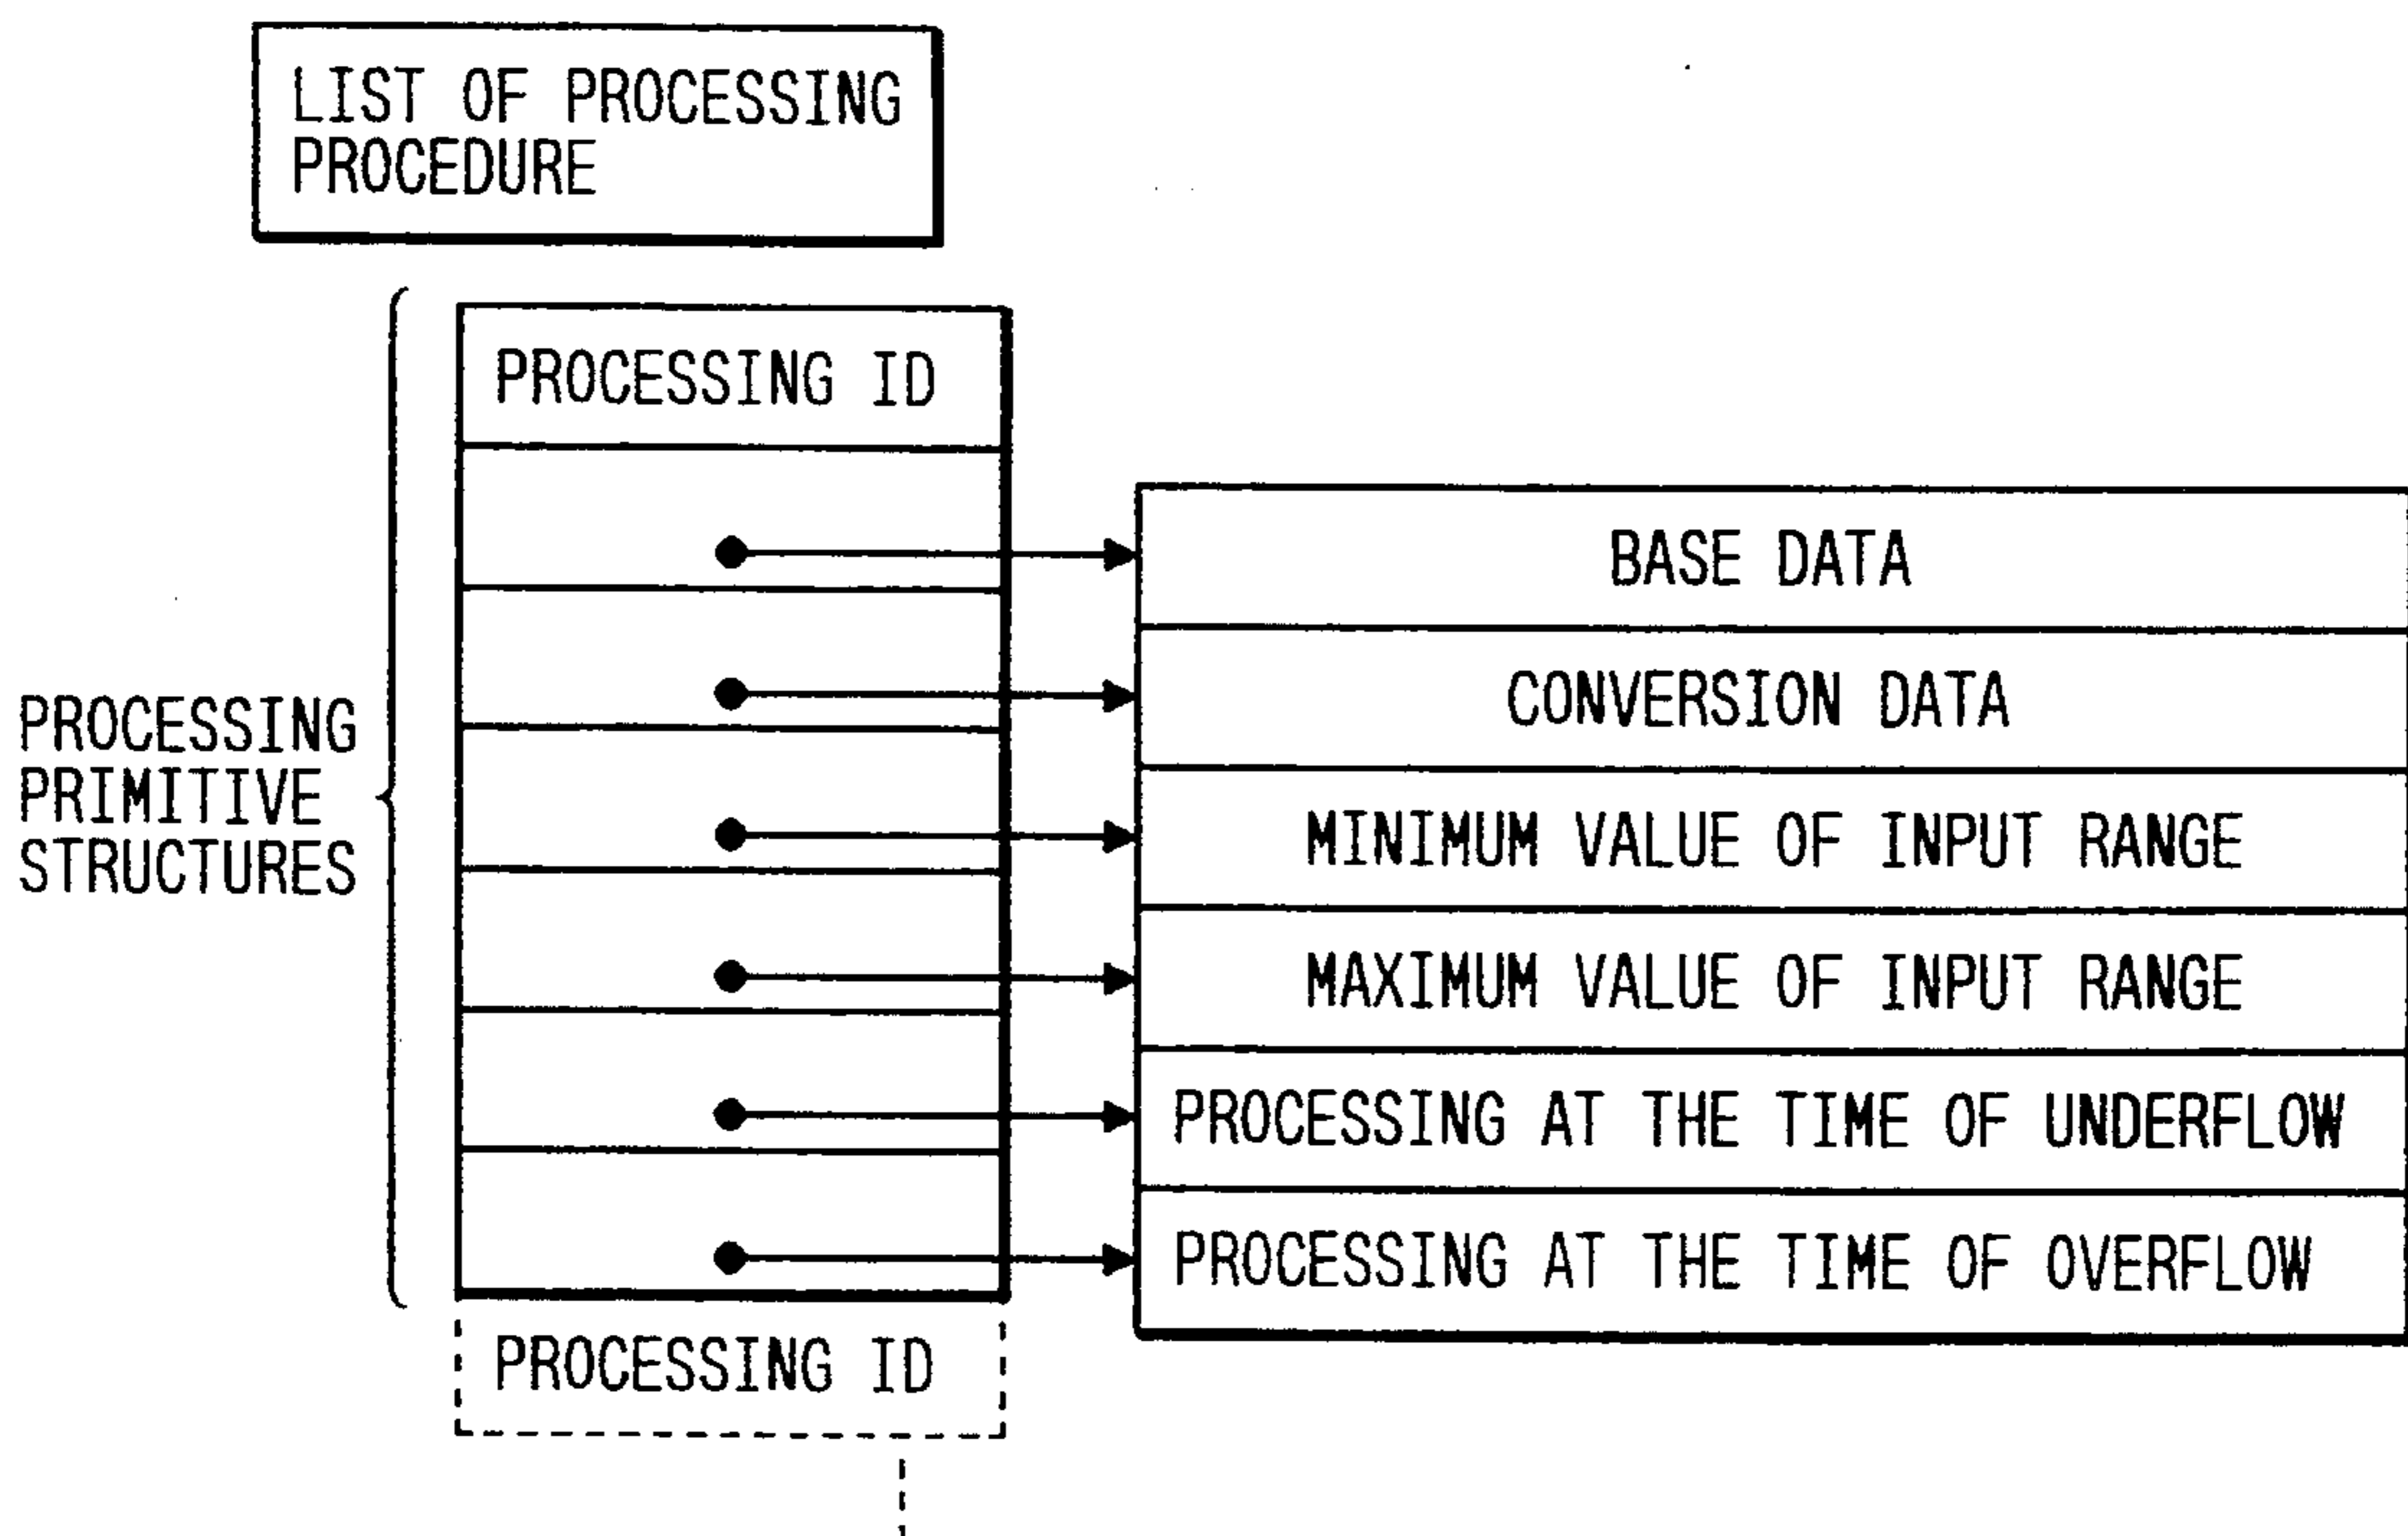 LIST OF PROCESSING
PROCEDURE
PROCESSING ID
BASE DATA
CONVERSION DATA
PROCESSING
PRIMITIVE
STRUCTURES
MINIMUM VALUE OF INPUT RANGE
MAXIMUM VALUE OF INPUT RANGE
PROCESSING AT THE TIME OF UNDERFLOW
PROCESSING AT THE TIME OF OVERFLOW
PROCESSING ID